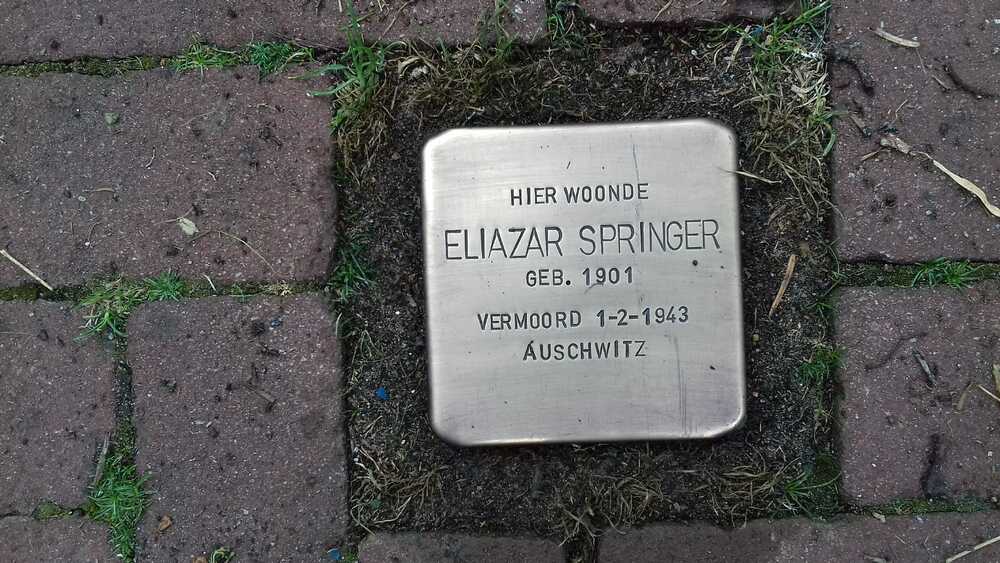 HIER WOONDE
ELIAZAR SPRINGER
GEB. 1901
VERMOORD 1-2-1943
AUSCHWITZ